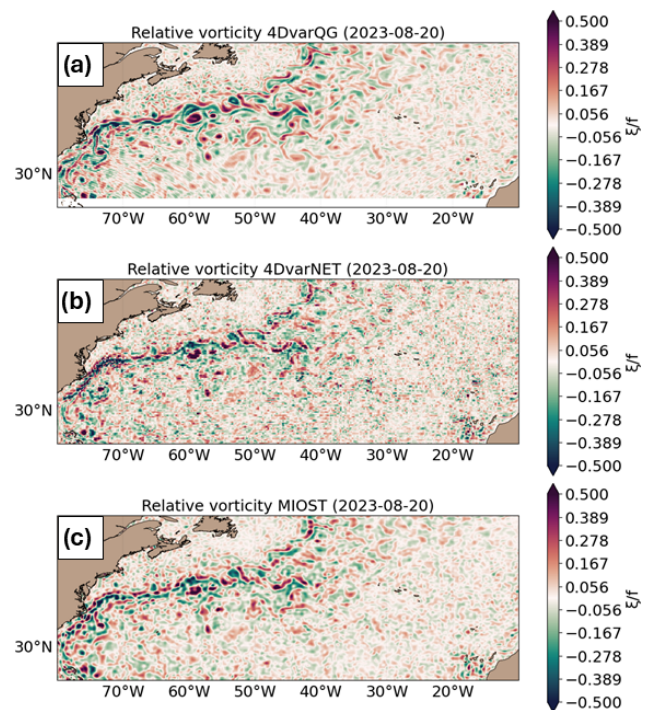 Relative vorticity 4DvarQG (2023-08-20)
(a)
30°N
70°W 60°W 50°W 40°W 30°W 20°W
0.500
0.389
0.278
0.167
0.056
−0.056
−0.167
−0.278
−0.389
−0.500
ξ/f
Relative vorticity 4DvarNET (2023-08-20)
(b)
30°N
70°W 60°W 50°W 40°W 30°W 20°W
0.500
0.389
0.278
0.167
0.056
−0.056
−0.167
−0.278
−0.389
−0.500
ξ/f
Relative vorticity MIOST (2023-08-20)
(c)
30°N
70°W 60°W 50°W 40°W 30°W 20°W
0.500
0.389
0.278
0.167
0.056
−0.056
−0.167
−0.278
−0.389
−0.500
ξ/f